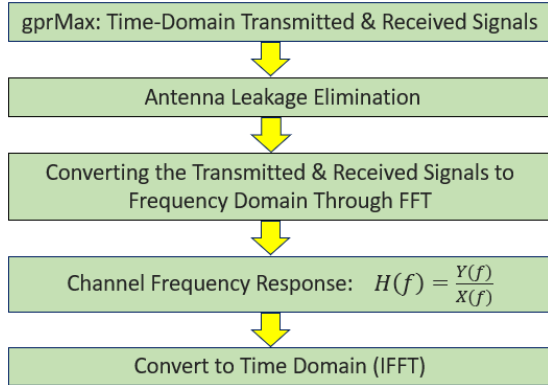 gprMax: Time-Domain Transmitted & Received Signals
Antenna Leakage Elimination
Converting the Transmitted & Received Signals to
Frequency Domain Through FFT
Channel Frequency Response: H(f) = Y(f)/X(f)
Convert to Time Domain (IFFT)